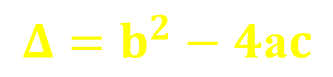 Δ = b² − 4ac